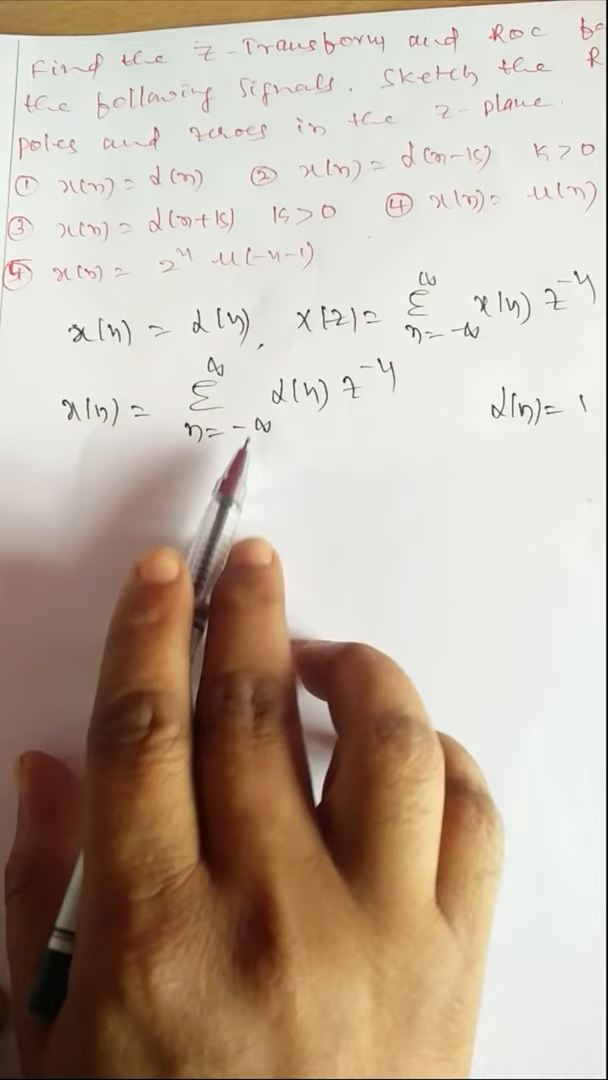 Find the Z-Transform and ROC
the following signals. Sketch the R
poles and zeroes in the z-plane.
① x(n) = δ(n) ② x(n) = δ(n-k) k>0
③ x(n) = δ(n+k) k>0 ④ x(n) = u(n)
⑤ x(n) = 2ⁿ u(-n-1)
x(n) = δ(n), X(z) = ∑_{n=-∞}^{∞} x(n) z⁻ⁿ
x(n) = ∑_{n=-∞}^{∞} δ(n) z⁻ⁿ δ(n) = 1